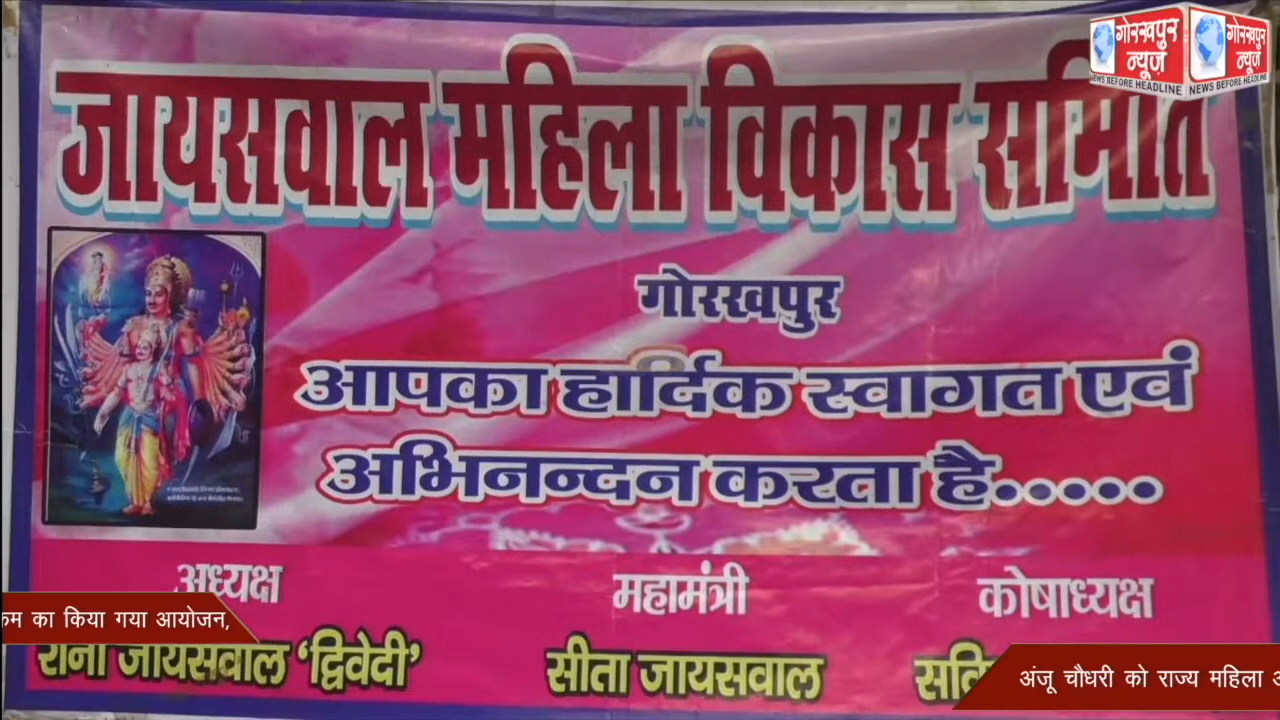 गोरखपुर न्यूज़ गोरखपुर न्यूज़
NEWS BEFORE HEADLINE NEWS BEFORE HEADLINE
जायसवाल महिला विकास समिति
गोरखपुर
आपका हार्दिक स्वागत एवं
अभिनन्दन करता है.....
अध्यक्ष महामंत्री कोषाध्यक्ष
का किया गया आयोजन,
जायसवाल ‘द्विवेदी’ सीता जायसवाल
अंजू चौधरी को राज्य महिला